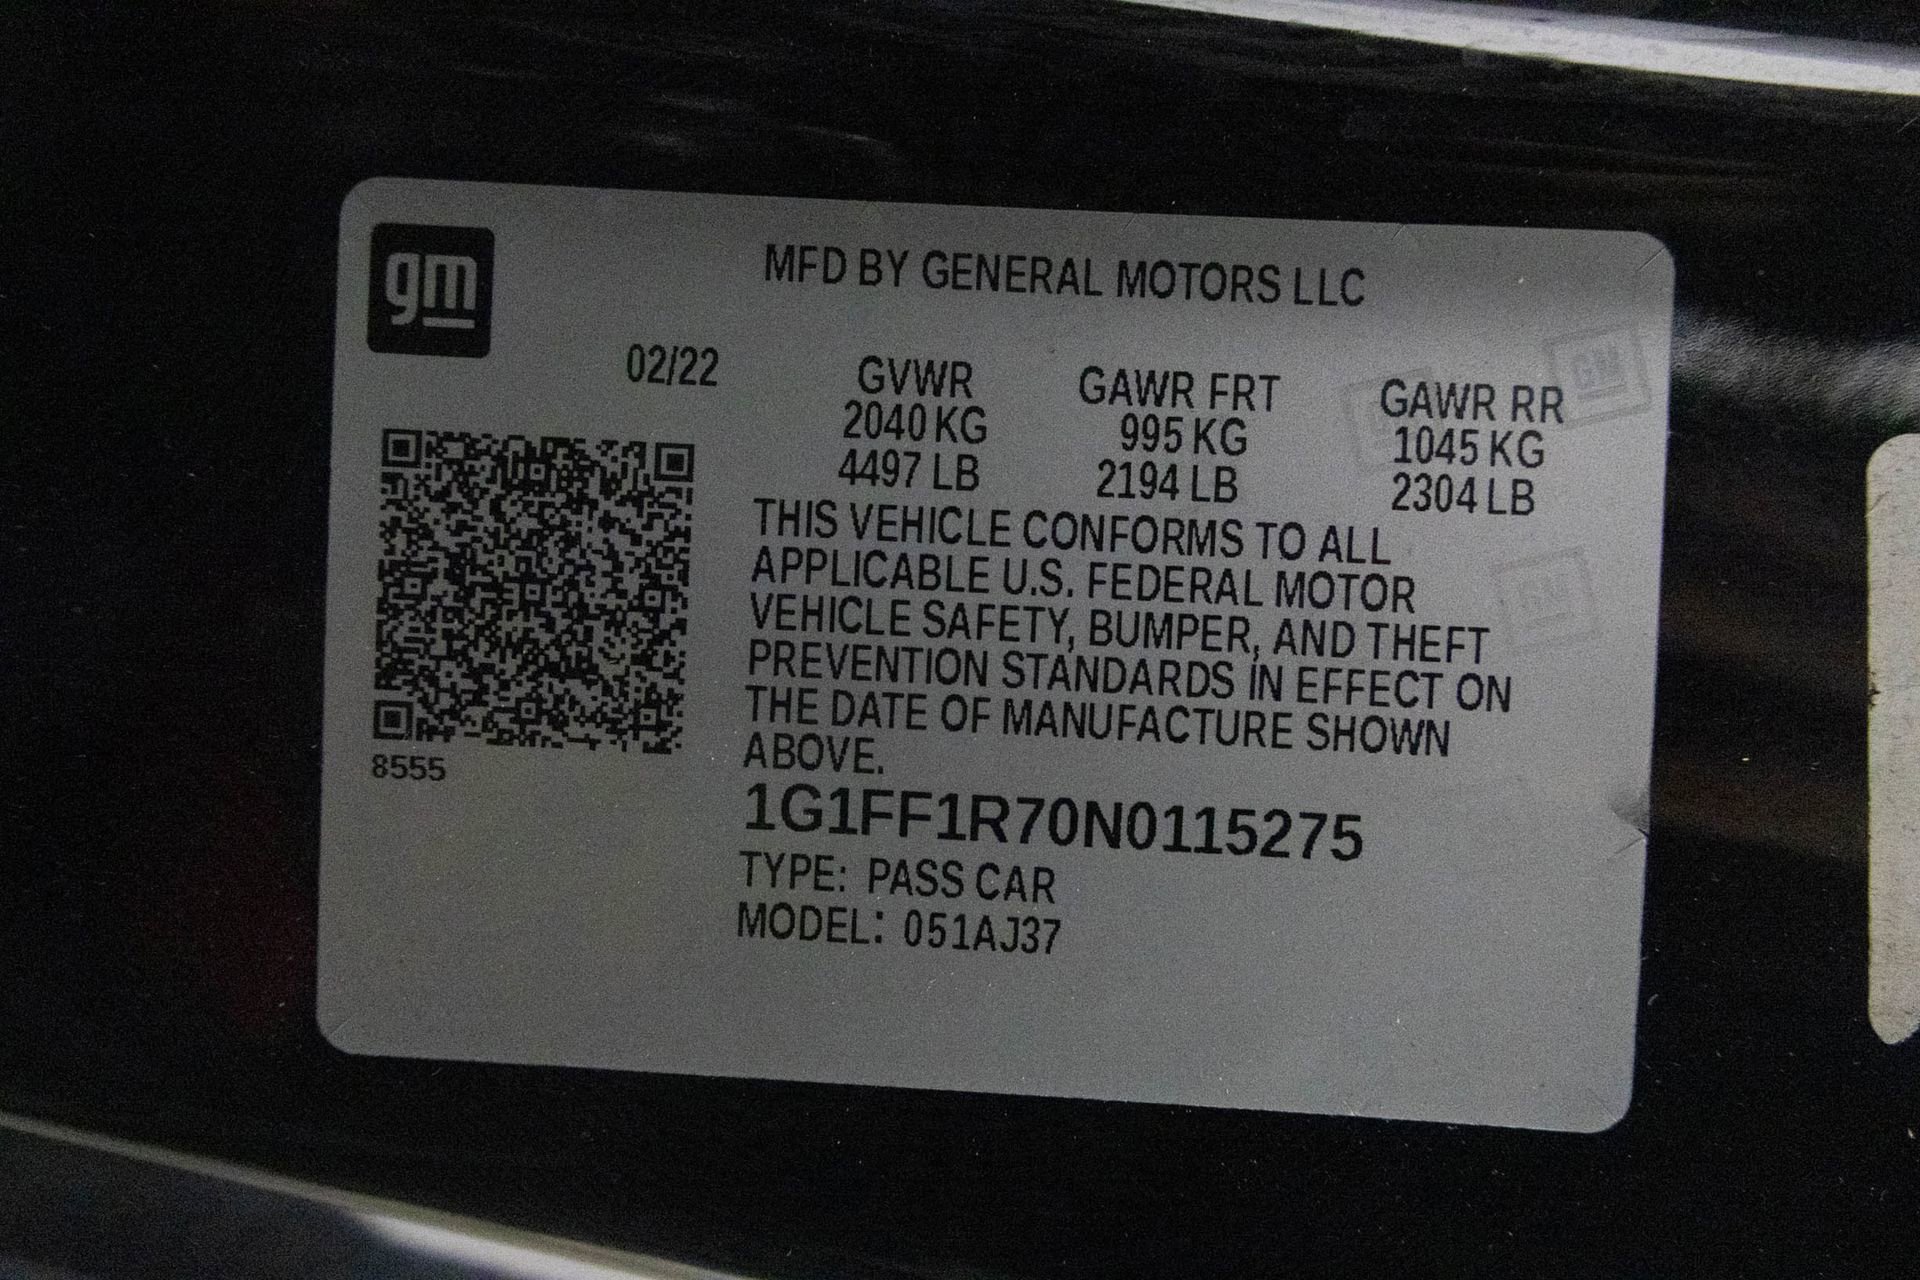 gm
MFD BY GENERAL MOTORS LLC
02/22 GVWR GAWR FRT GAWR RR
2040 KG 995 KG 1045 KG
4497 LB 2194 LB 2304 LB
THIS VEHICLE CONFORMS TO ALL
APPLICABLE U.S. FEDERAL MOTOR
VEHICLE SAFETY, BUMPER, AND THEFT
PREVENTION STANDARDS IN EFFECT ON
THE DATE OF MANUFACTURE SHOWN
ABOVE.
8555
1G1FF1R70N0115275
TYPE: PASS CAR
MODEL: 051AJ37
GM
GM